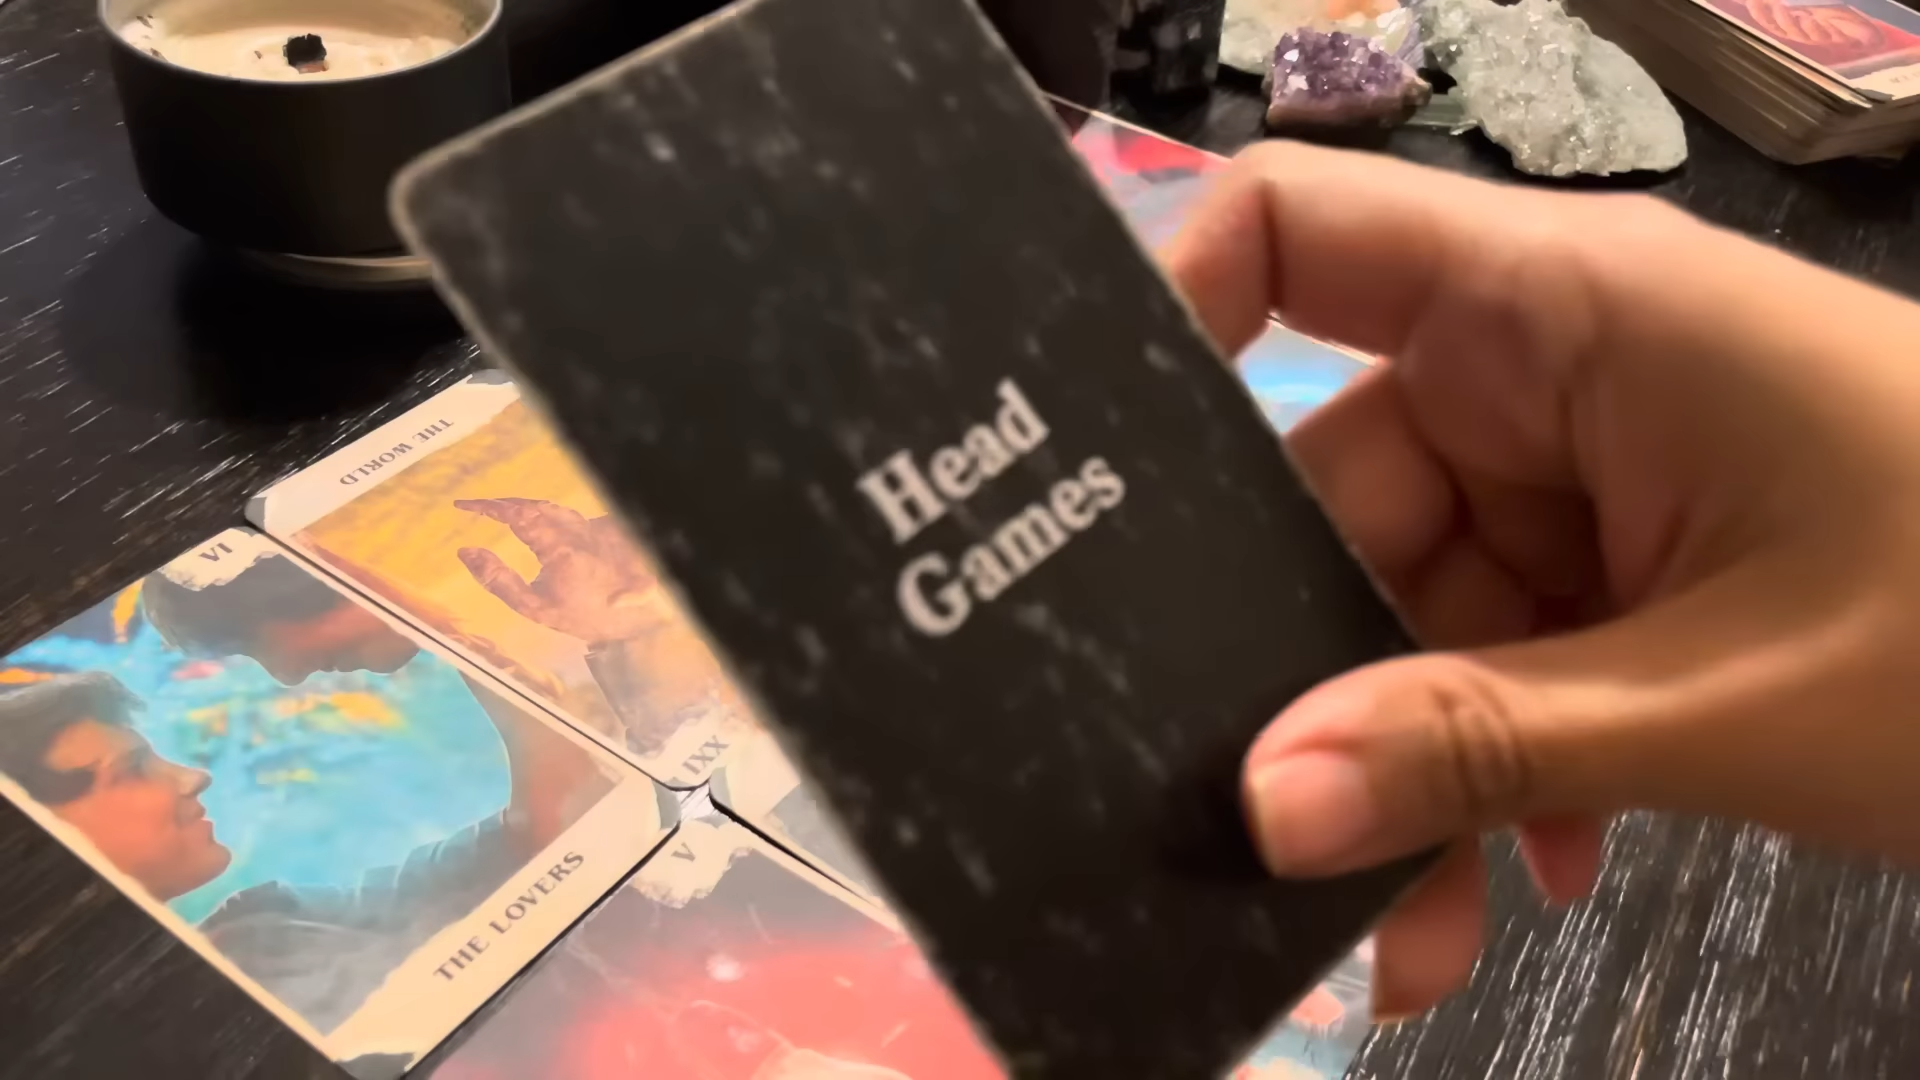 Head
Games
THE WORLD
VI
XXI
THE LOVERS
V